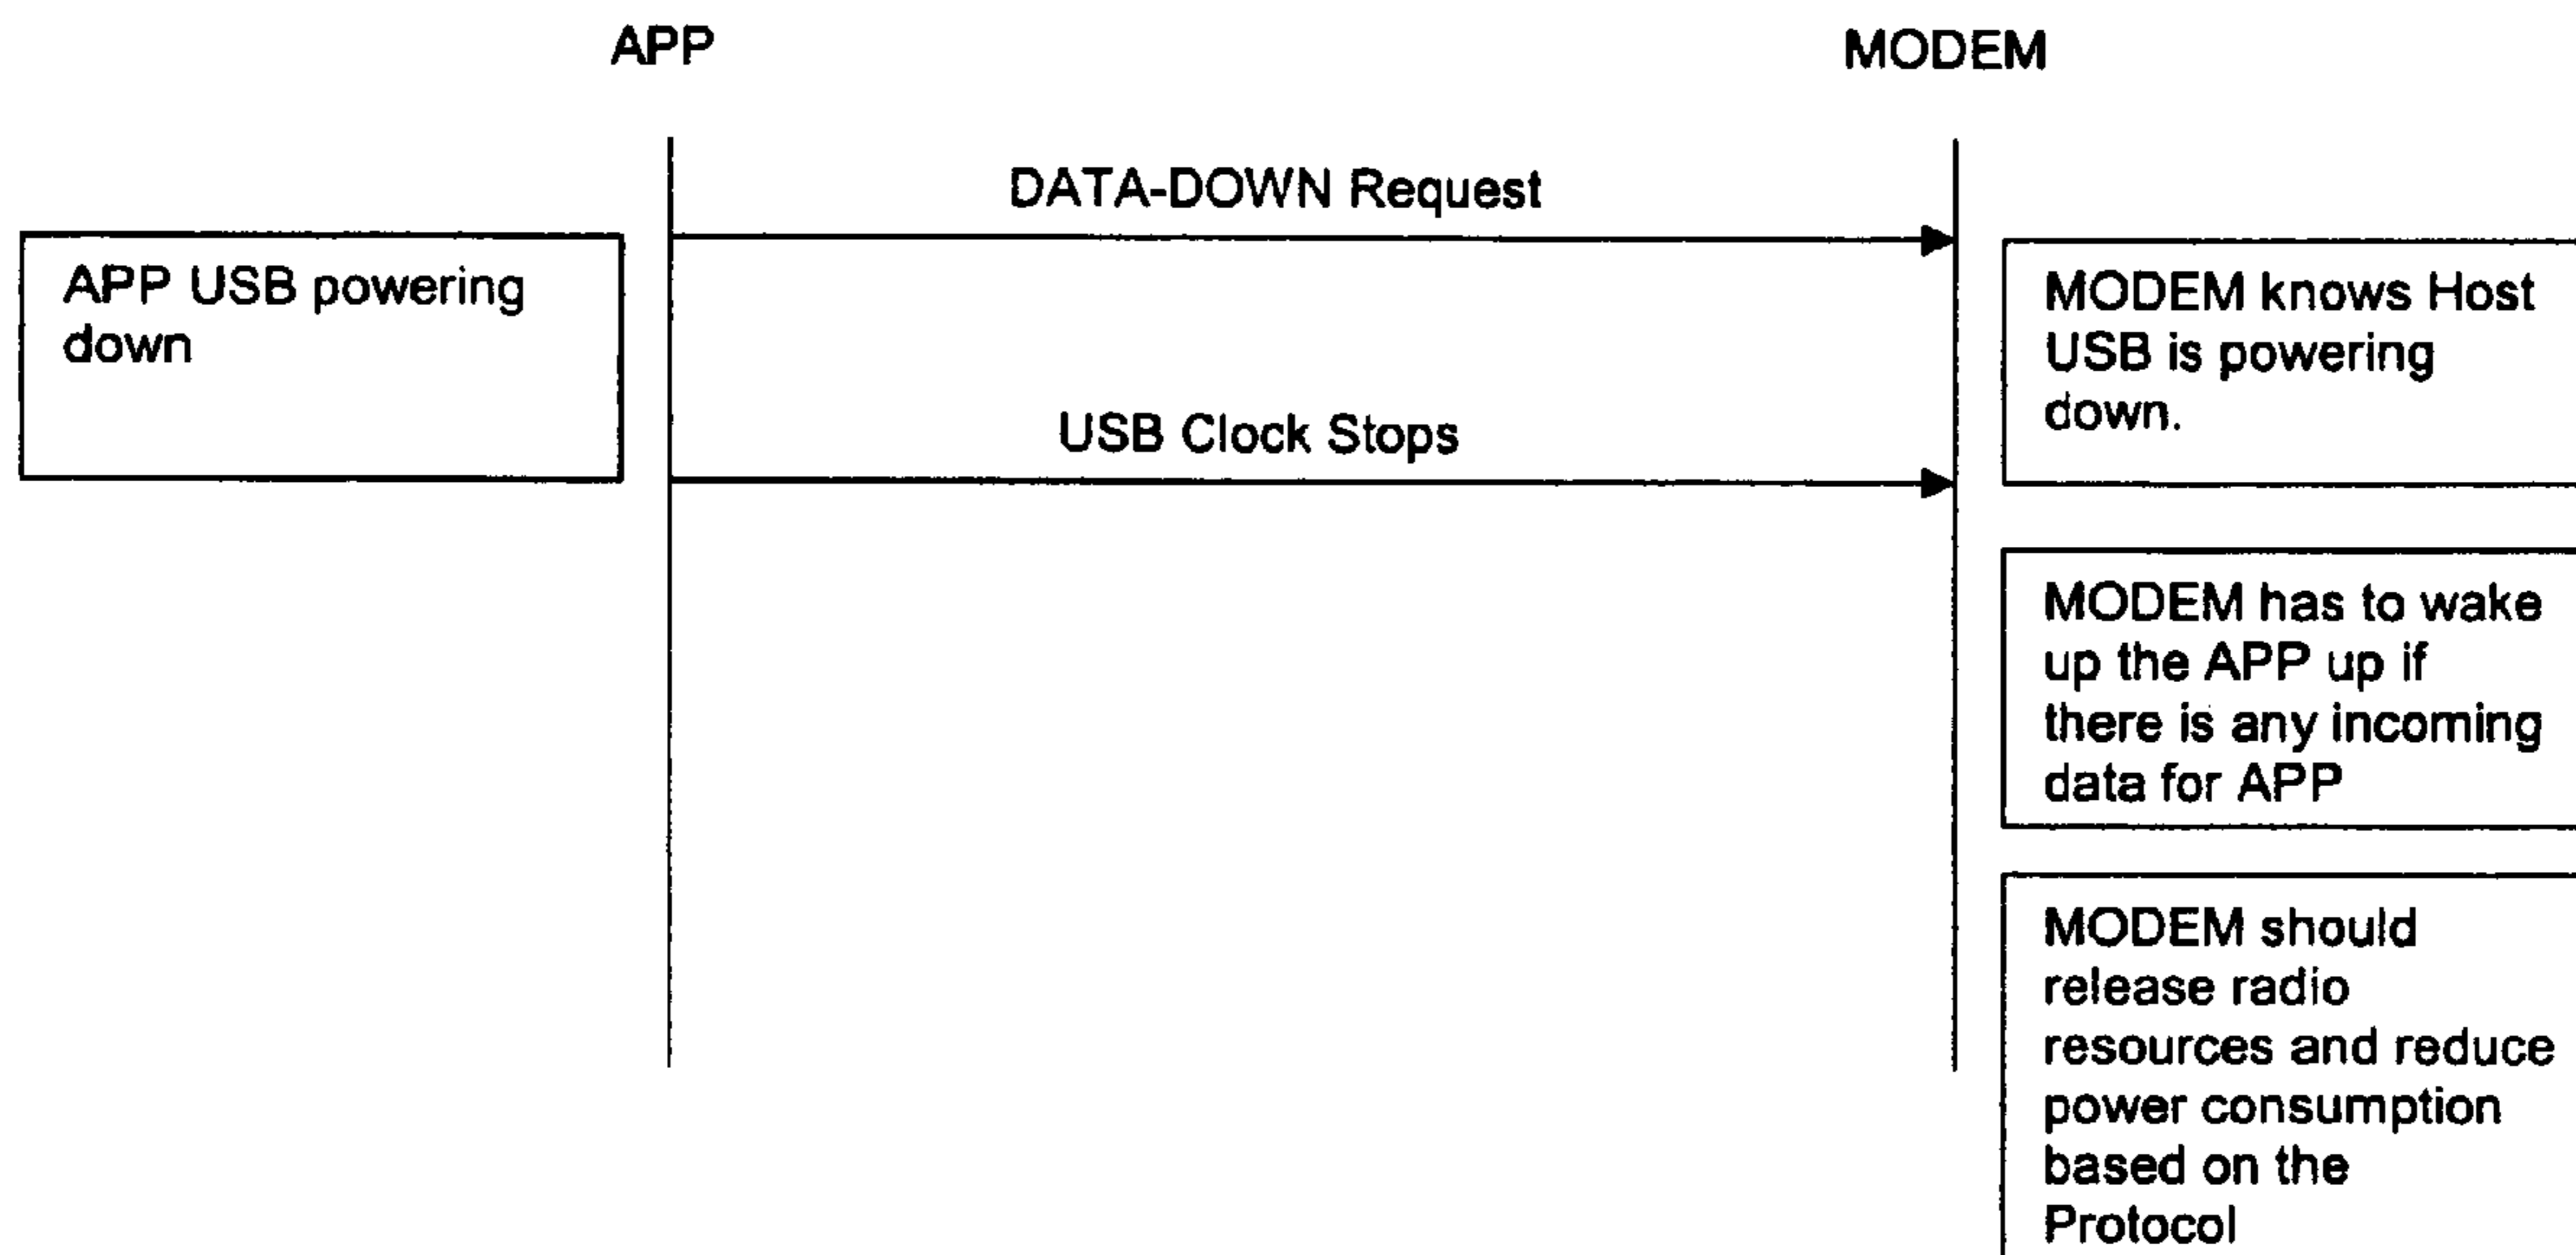 APP
MODEM
DATA-DOWN Request
APP USB powering
down
MODEM knows Host
USB is powering
down.
USB Clock Stops
MODEM has to wake
up the APP up if
there is any incoming
data for APP
MODEM should
release radio
resources and reduce
power consumption
based on the
Protocol